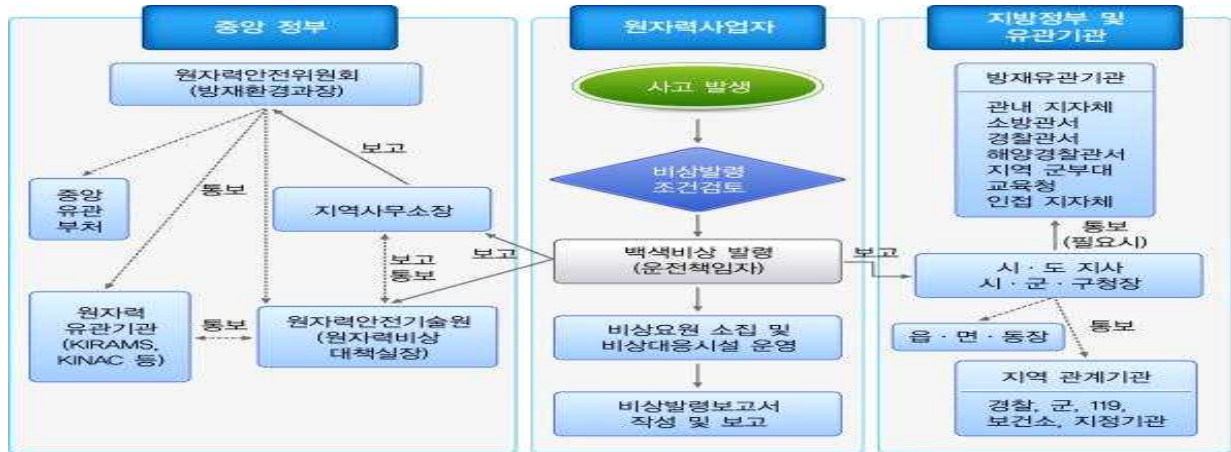 중앙 정부
원자력안전위원회
(방재환경과장)
보고
통보
중앙
유관
부처
지역사무소장
보고
통보
보고
원자력
유관기관
(KIRAMS,
KINAC 등)
통보
원자력안전기술원
(원자력비상
대책실장)
원자력사업자
사고 발생
비상발령
조건검토
백색비상 발령
(운전책임자)
비상요원 소집 및
비상대응시설 운영
비상발령보고서
작성 및 보고
보고
지방정부 및
유관기관
방재유관기관
관내 지자체
소방관서
경찰관서
해양경찰관서
지역 군부대
교육청
인접 지자체
통보
(필요시)
시 · 도 지사
시 · 군 · 구청장
통보
읍 · 면 · 동장
지역 관계기관
경찰, 군, 119,
보건소, 지정기관